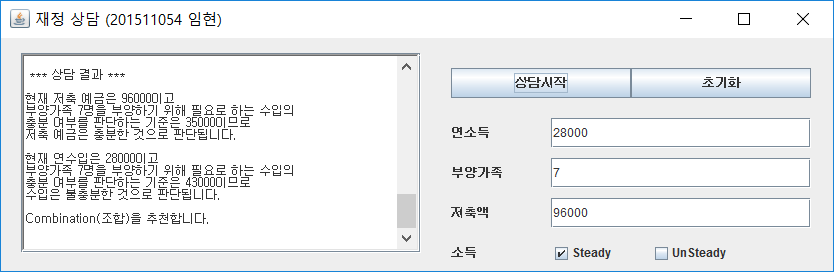 재정 상담 (201511054 임현)
*** 상담 결과 ***
현재 저축 예금은 96000이고
부양가족 7명을 부양하기 위해 필요로 하는 수입의
충분 여부를 판단하는 기준은 35000이므로
저축 예금은 충분한 것으로 판단됩니다.
현재 연수입은 28000이고
부양가족 7명을 부양하기 위해 필요로 하는 수입의
충분 여부를 판단하는 기준은 43000이므로
수입은 불충분한 것으로 판단됩니다.
Combination(조합)을 추천합니다.
상담시작 초기화
연소득 28000
부양가족 7
저축액 96000
소득 Steady UnSteady